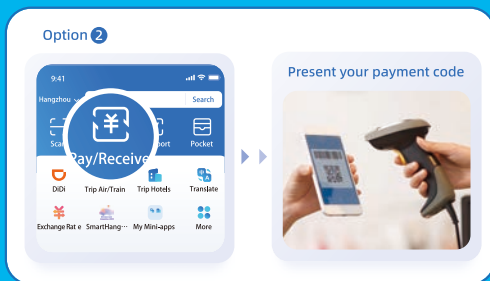 Option 2
9:41
Hangzhou
Search
Scan
Pay/Receive
port
Pocket
DiDi
Trip Air/Train
Trip Hotels
Translate
Exchange Rat e
SmartHang···
My Mini-apps
More
Present your payment code